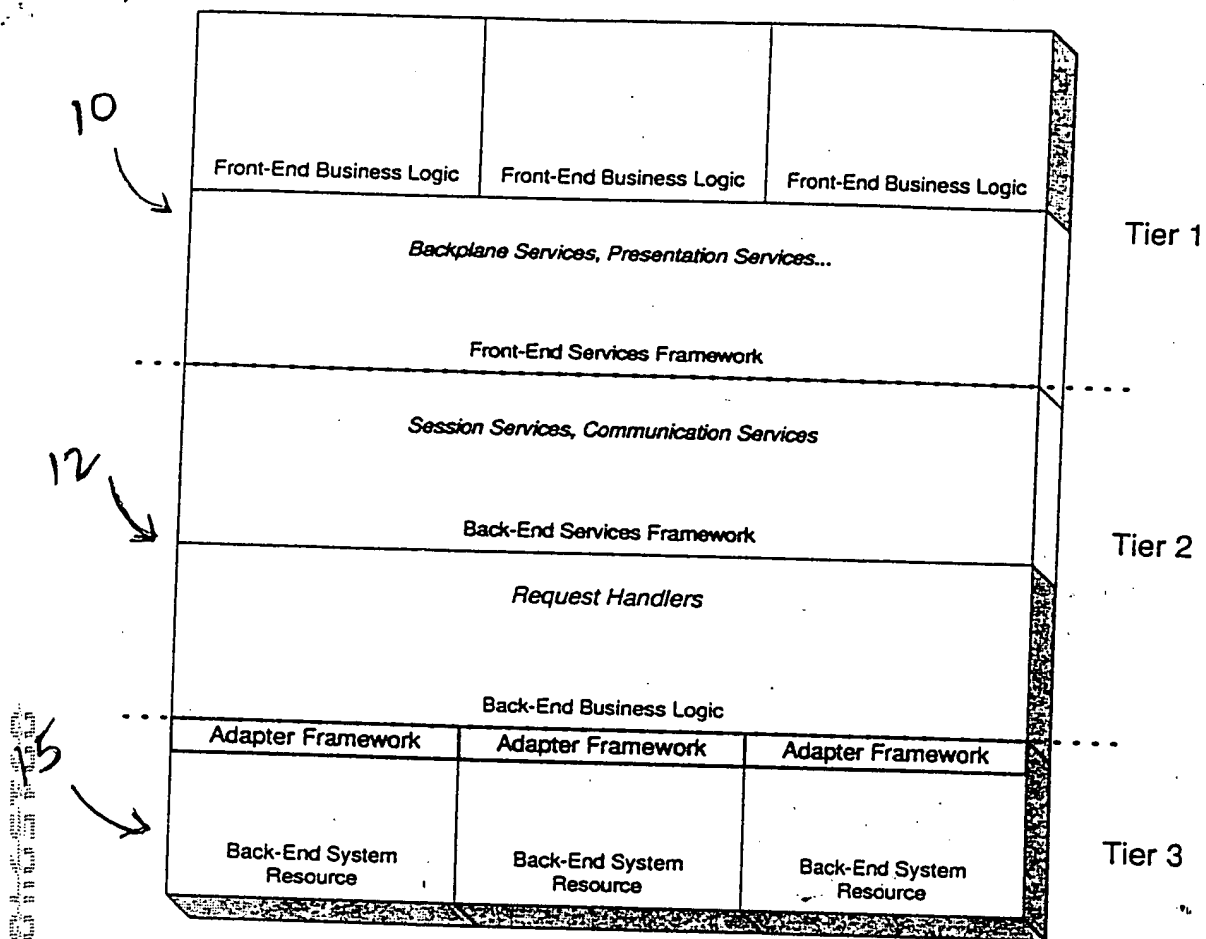 10
Front-End Business Logic
Front-End Business Logic
Front-End Business Logic
Tier 1
Backplane Services, Presentation Services...
Front-End Services Framework
Session Services, Communication Services
12
Back-End Services Framework
Tier 2
Request Handlers
Back-End Business Logic
15
Adapter Framework
Adapter Framework
Adapter Framework
Back-End System
Resource
Back-End System
Resource
Back-End System
Resource
Tier 3